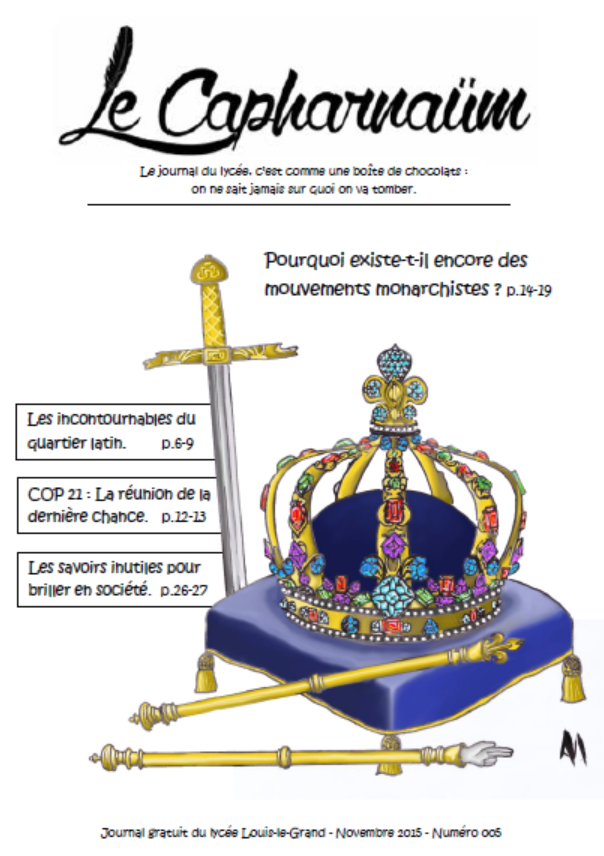 Le Capharnaüm
Le journal du lycée, c'est comme une boîte de chocolats :
on ne sait jamais sur quoi on va tomber.
Pourquoi existe-t-il encore des
mouvements monarchistes ? p.14-19
Les incontournables du
quartier latin. p.6-9
COP 21 : La réunion de la
dernière chance. p.12-13
Les savoirs inutiles pour
briller en société. p.26-27
Journal gratuit du lycée Louis-le-Grand - Novembre 2015 - Numéro 005